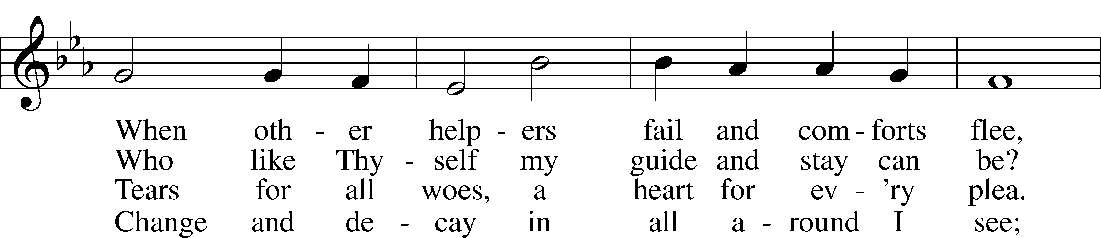 When oth - er help - ers fail and com - forts flee,
Who like Thy - self my guide and stay can be?
Tears for all woes, a heart for ev - 'ry plea.
Change and de - cay in all a - round I see;